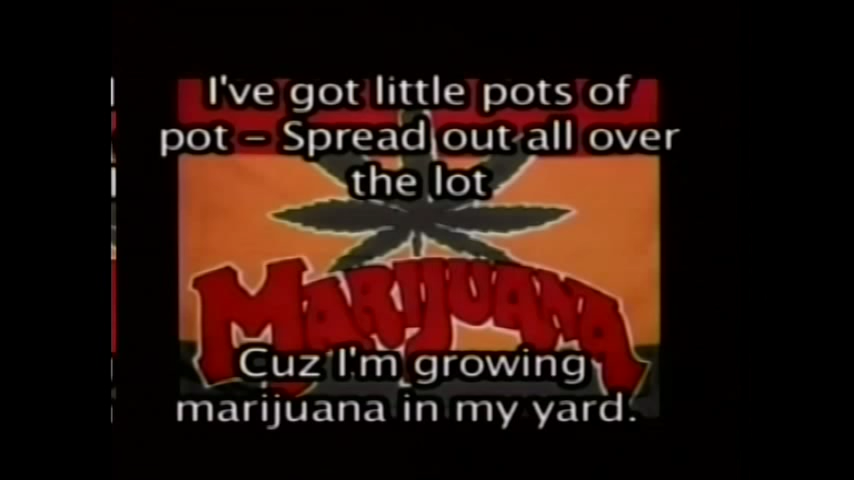 I've got little pots of
pot – Spread out all over
the lot
MARIJUANA
Cuz I'm growing
marijuana in my yard.